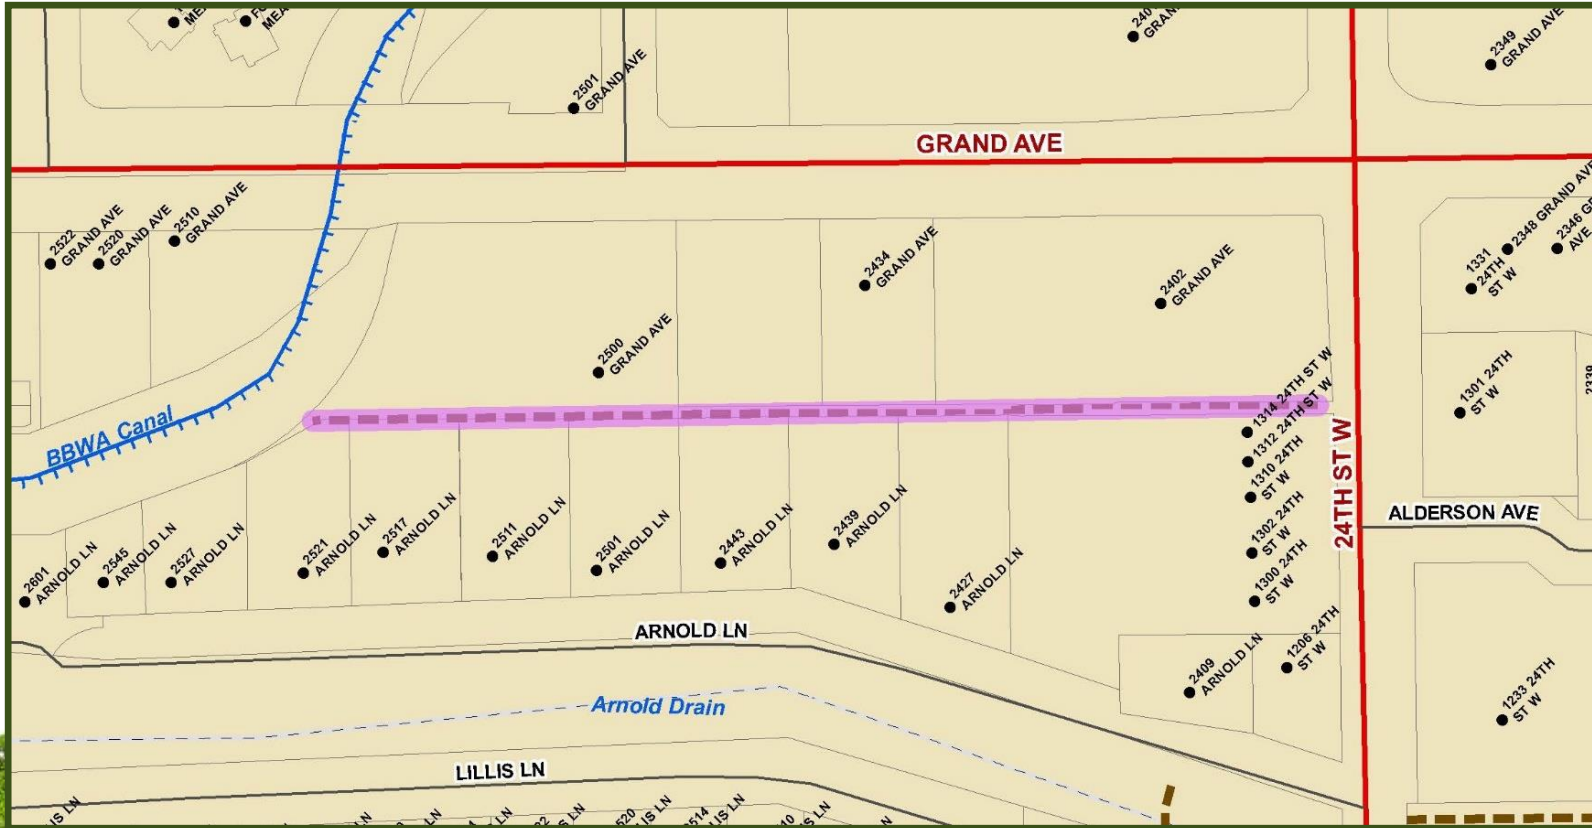 2501
GRAND AVE
2349
GRAND AVE
GRAND AVE
2522
GRAND AVE
2520
GRAND AVE
2510
GRAND AVE
2434
GRAND AVE
2402
GRAND AVE
1331
24TH
ST W
2348 GRAND AVE
2500
GRAND AVE
1314 24TH ST W
1312 24TH ST W
1310 24TH
ST W
1302 24TH
ST W
1300 24TH
ST W
1301 24TH
ST W
BBWA Canal
24TH ST W
ALDERSON AVE
2601
ARNOLD LN
2545
ARNOLD LN
2527
ARNOLD LN
2521
ARNOLD LN
2517
ARNOLD LN
2511
ARNOLD LN
2501
ARNOLD LN
2443
ARNOLD LN
2439
ARNOLD LN
2427
ARNOLD LN
ARNOLD LN
2409
ARNOLD LN
1206 24TH
ST W
1233 24TH
ST W
Arnold Drain
LILLIS LN